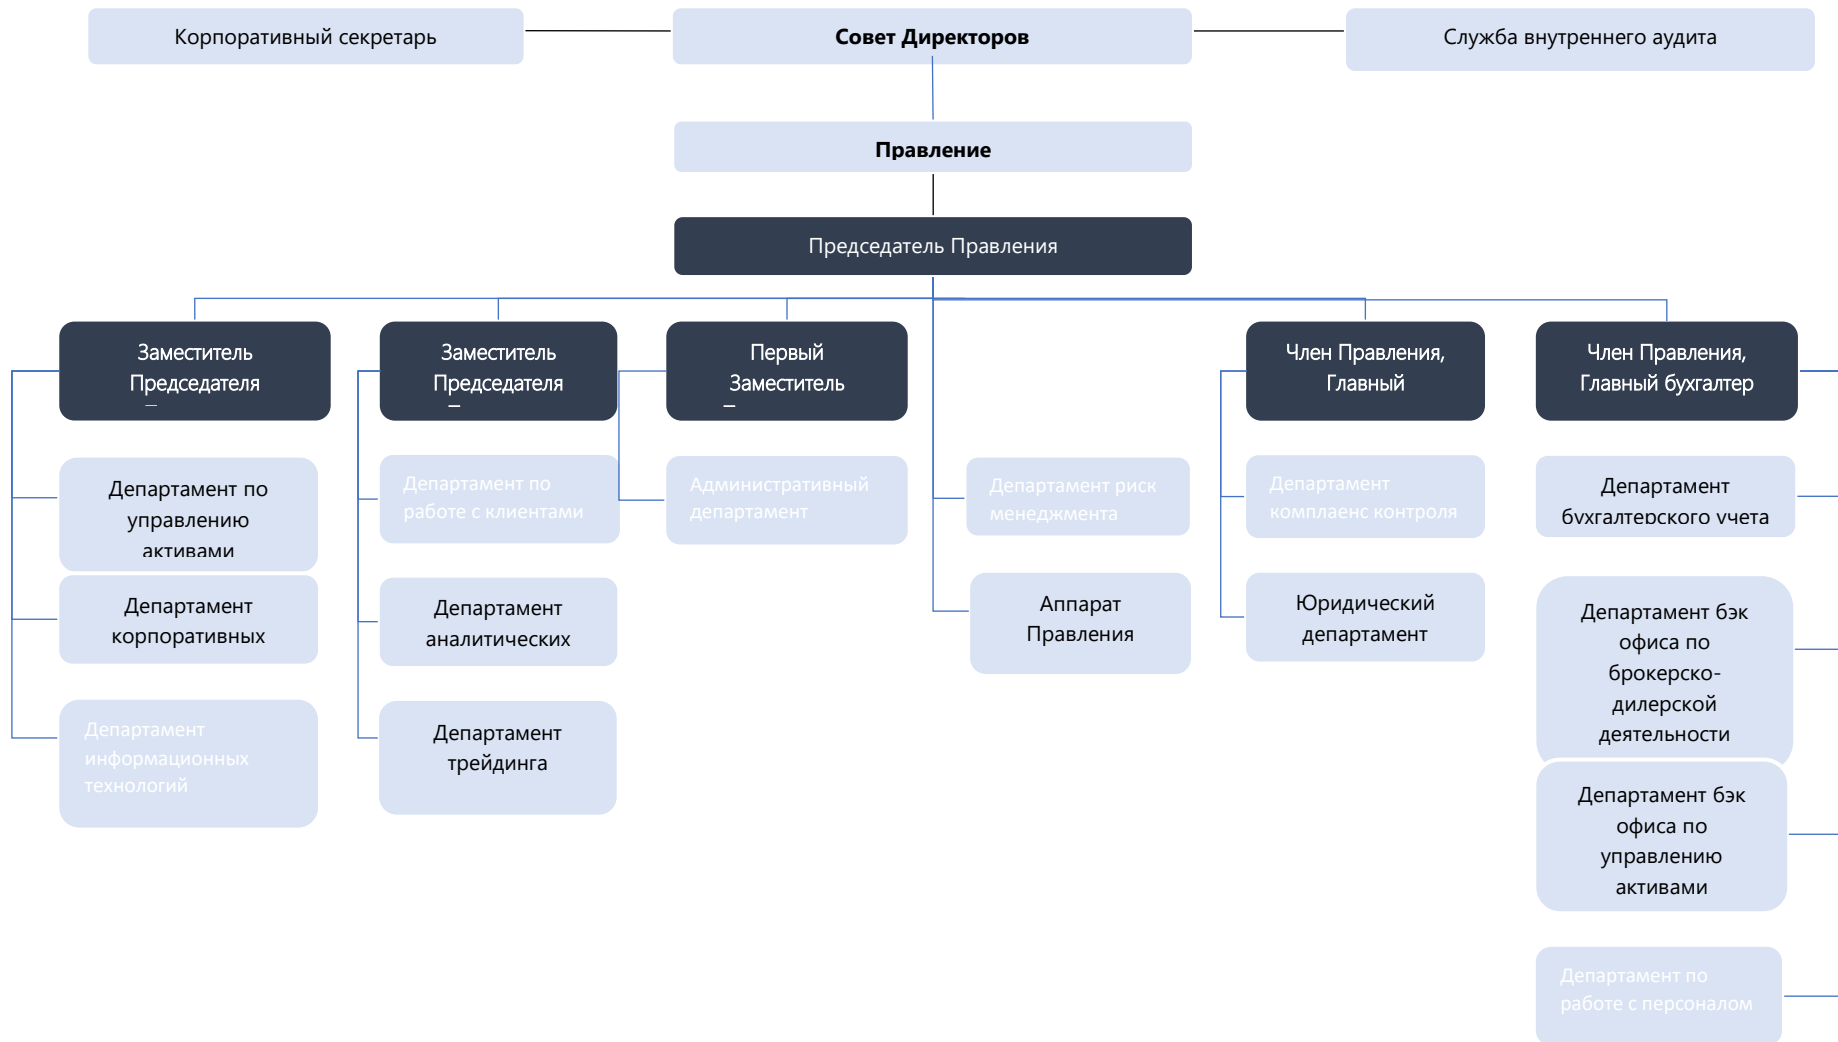 Корпоративный секретарь
Совет Директоров
Служба внутреннего аудита
Правление
Председатель Правления
Заместитель
Председателя
Заместитель
Председателя
Первый
Заместитель
Член Правления,
Главный
Член Правления,
Главный бухгалтер
Департамент по
управлению
активами
Департамент по
работе с клиентами
Административный
департамент
Департамент риск
менеджмента
Департамент
комплаенс контроля
Департамент
бухгалтерского учета
Департамент
корпоративных
Департамент
аналитических
Аппарат
Правления
Юридический
департамент
Департамент бэк
офиса по
брокерско-
дилерской
деятельности
Департамент
информационных
технологий
Департамент
трейдинга
Департамент бэк
офиса по
управлению
активами
Департамент по
работе с персоналом